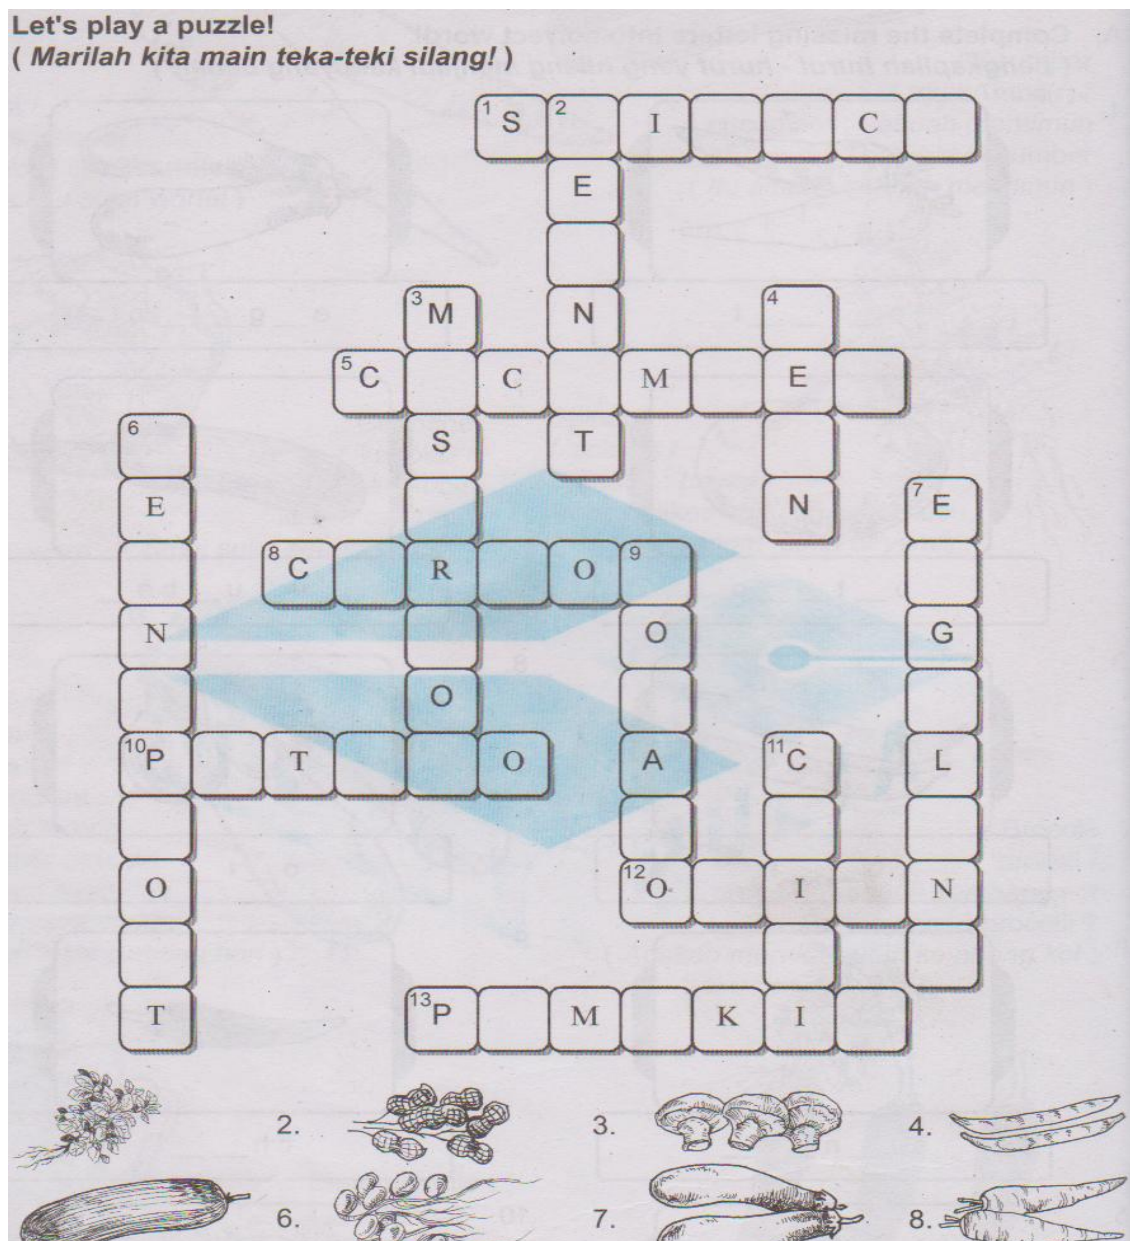 Let's play a puzzle!
( Marilah kita main teka-teki silang! )
1 S 2 I C
E
3 M N 4
5 C C M E
6 S T
E N 7 E
8 C R O 9
N O G
O
10 P T O A 11 C L
O 12 O I N
T 13 P M K I
2. 3. 4.
6. 7. 8.